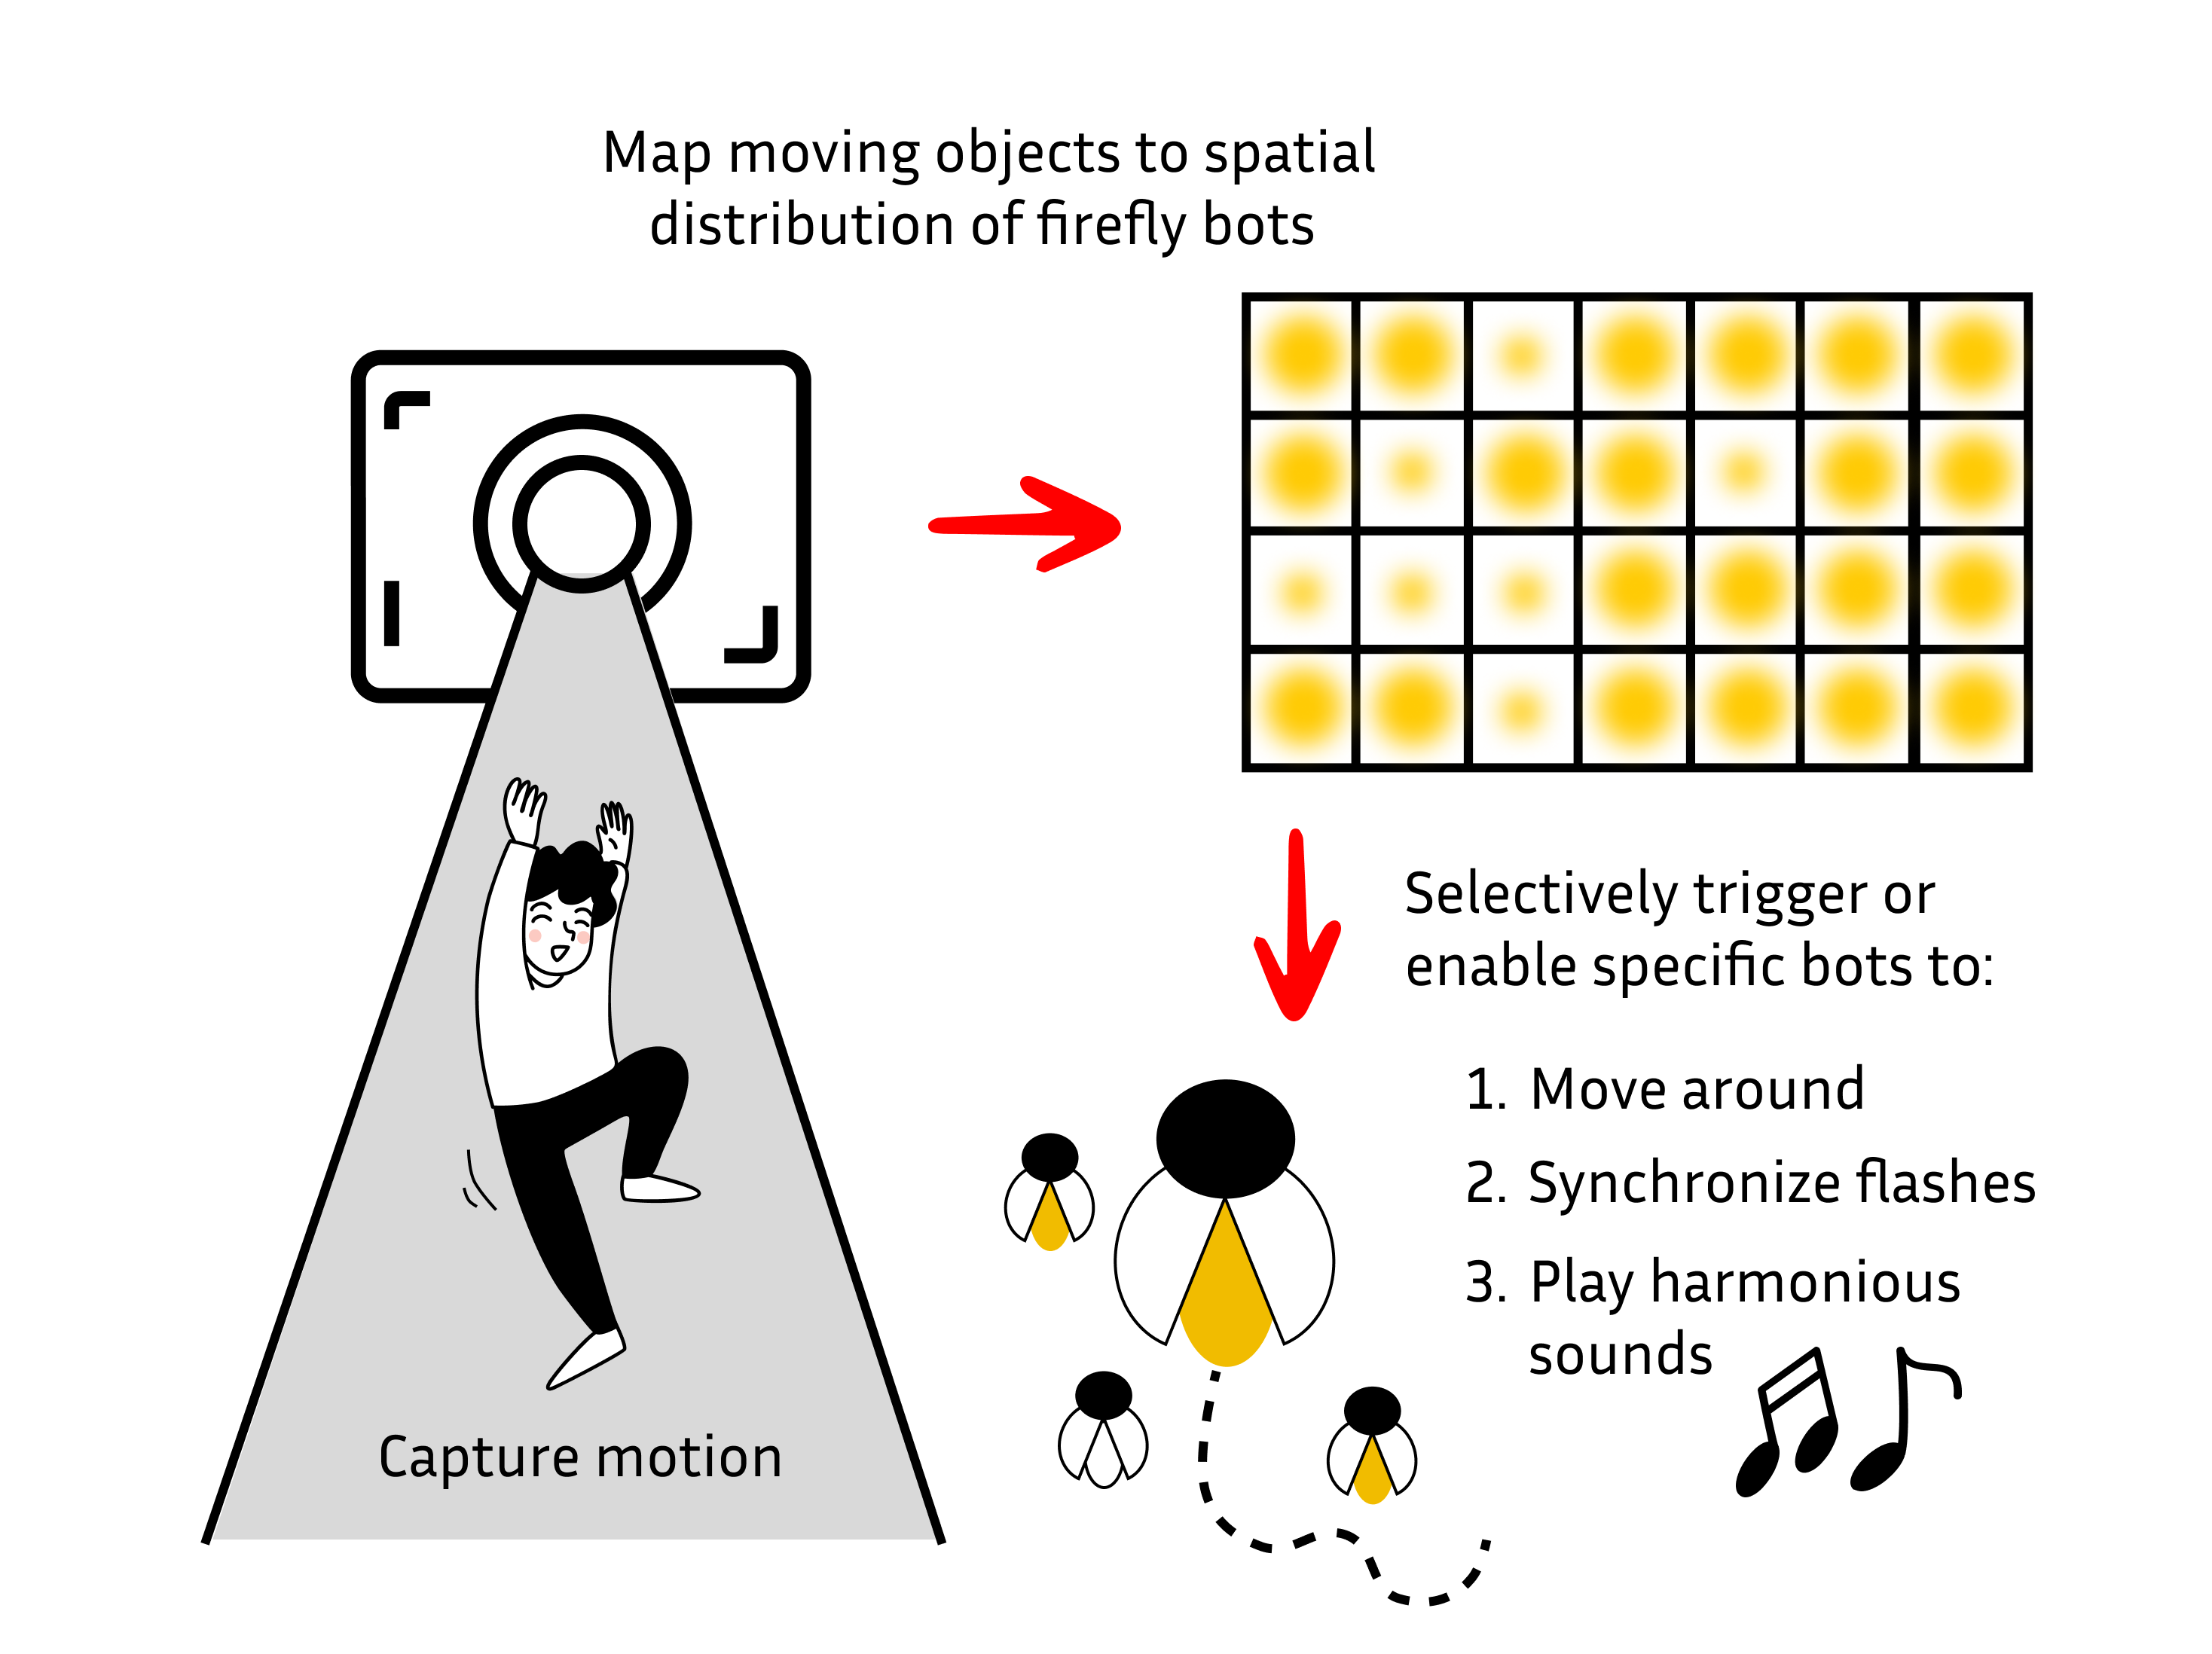 Map moving objects to spatial
distribution of firefly bots
Capture motion
Selectively trigger or
enable specific bots to:
1. Move around
2. Synchronize flashes
3. Play harmonious
sounds